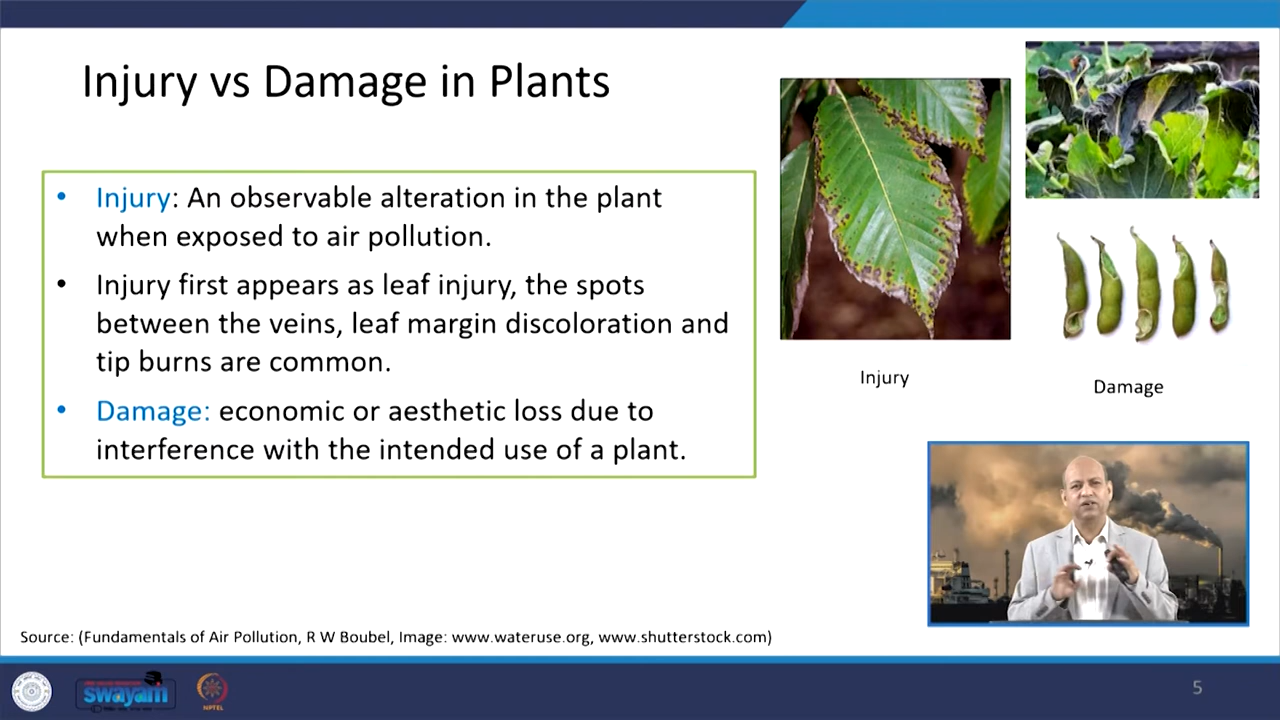 Injury vs Damage in Plants
• Injury: An observable alteration in the plant
when exposed to air pollution.
• Injury first appears as leaf injury, the spots
between the veins, leaf margin discoloration and
tip burns are common.
• Damage: economic or aesthetic loss due to
interference with the intended use of a plant.
Injury
Damage
Source: (Fundamentals of Air Pollution, R W Boubel, Image: www.wateruse.org, www.shutterstock.com)
swayam
NPTEL
5